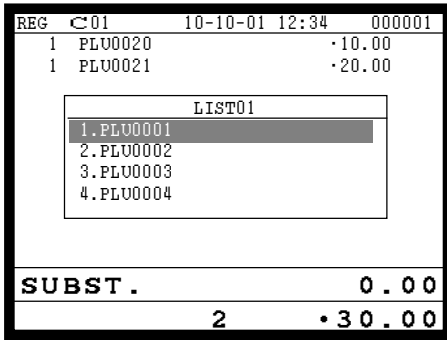 REG C01 10-10-01 12:34 000001
1 PLU0020 ·10.00
1 PLU0021 ·20.00
LIST01
1.PLU0001
2.PLU0002
3.PLU0003
4.PLU0004
SUBST. 0.00
2 ·30.00